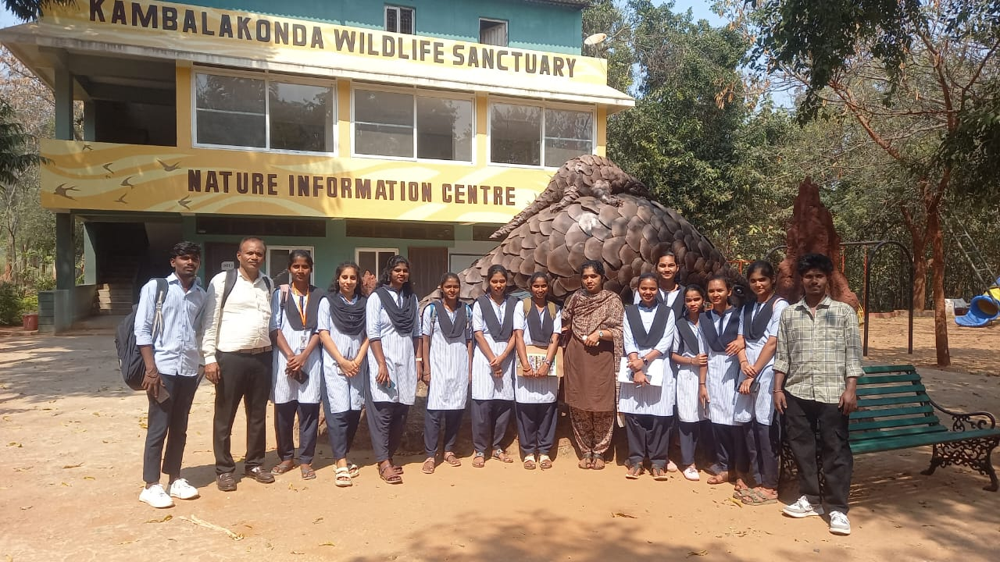 KAMBALAKONDA WILDLIFE SANCTUARY
NATURE INFORMATION CENTRE